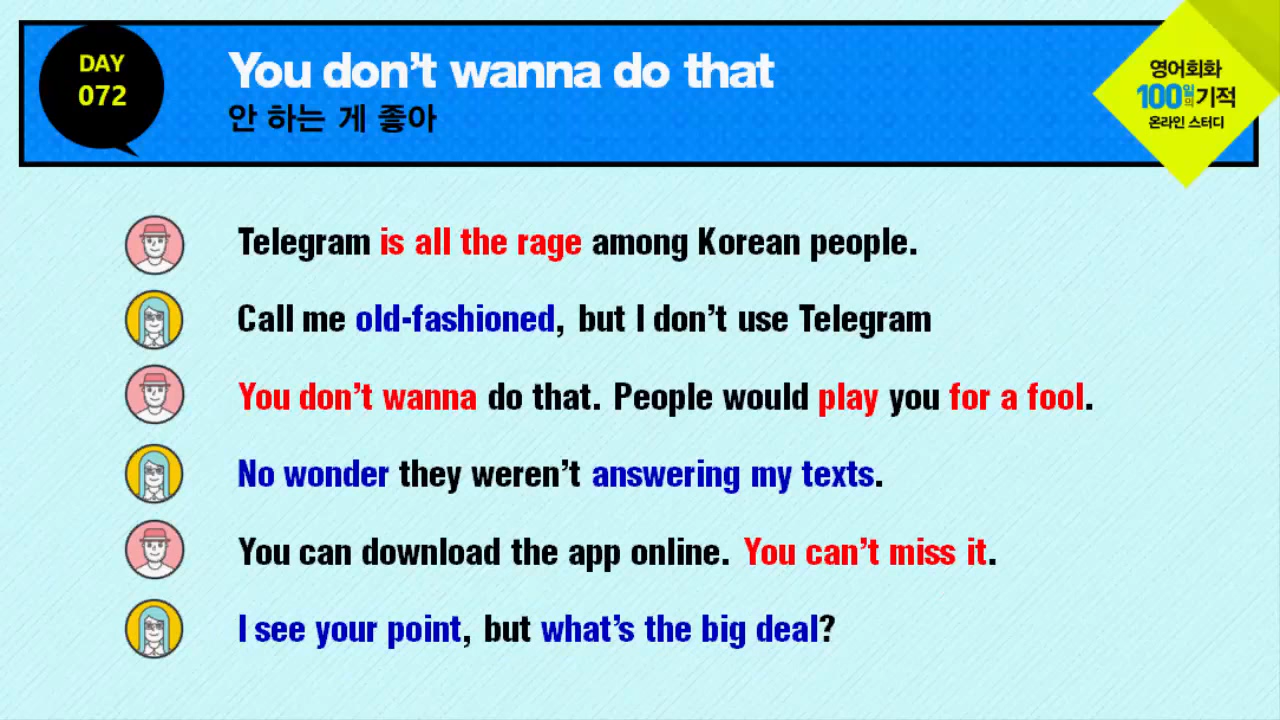 DAY
072
You don't wanna do that
안 하는 게 좋아
영어회화
100일의기적
온라인 스터디
Telegram is all the rage among Korean people.
Call me old-fashioned, but I don't use Telegram
You don't wanna do that. People would play you for a fool.
No wonder they weren't answering my texts.
You can download the app online. You can't miss it.
I see your point, but what's the big deal?